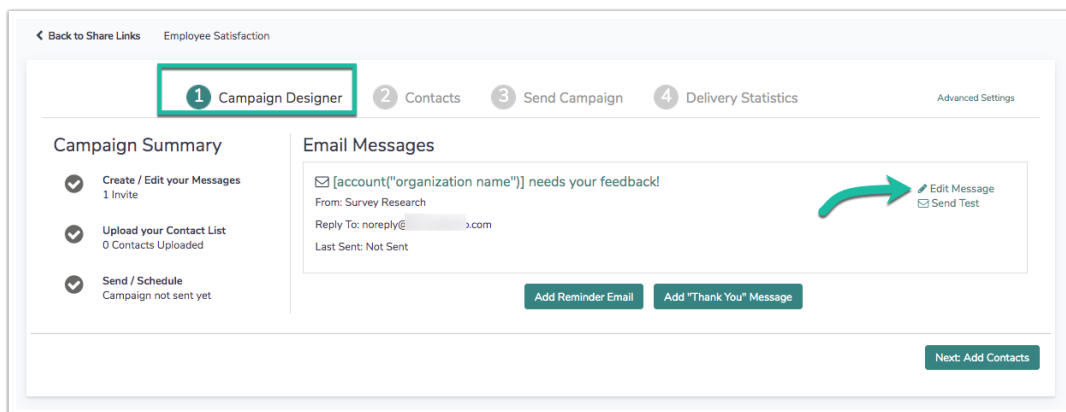 Back to Share Links Employee Satisfaction
1 Campaign Designer 2 Contacts 3 Send Campaign 4 Delivery Statistics Advanced Settings
Campaign Summary
Create / Edit your Messages
1 Invite
Upload your Contact List
0 Contacts Uploaded
Send / Schedule
Campaign not sent yet
Email Messages
[account("organization name")] needs your feedback!
From: Survey Research
Reply To: noreply@ .com
Last Sent: Not Sent
Edit Message
Send Test
Add Reminder Email Add "Thank You" Message
Next: Add Contacts